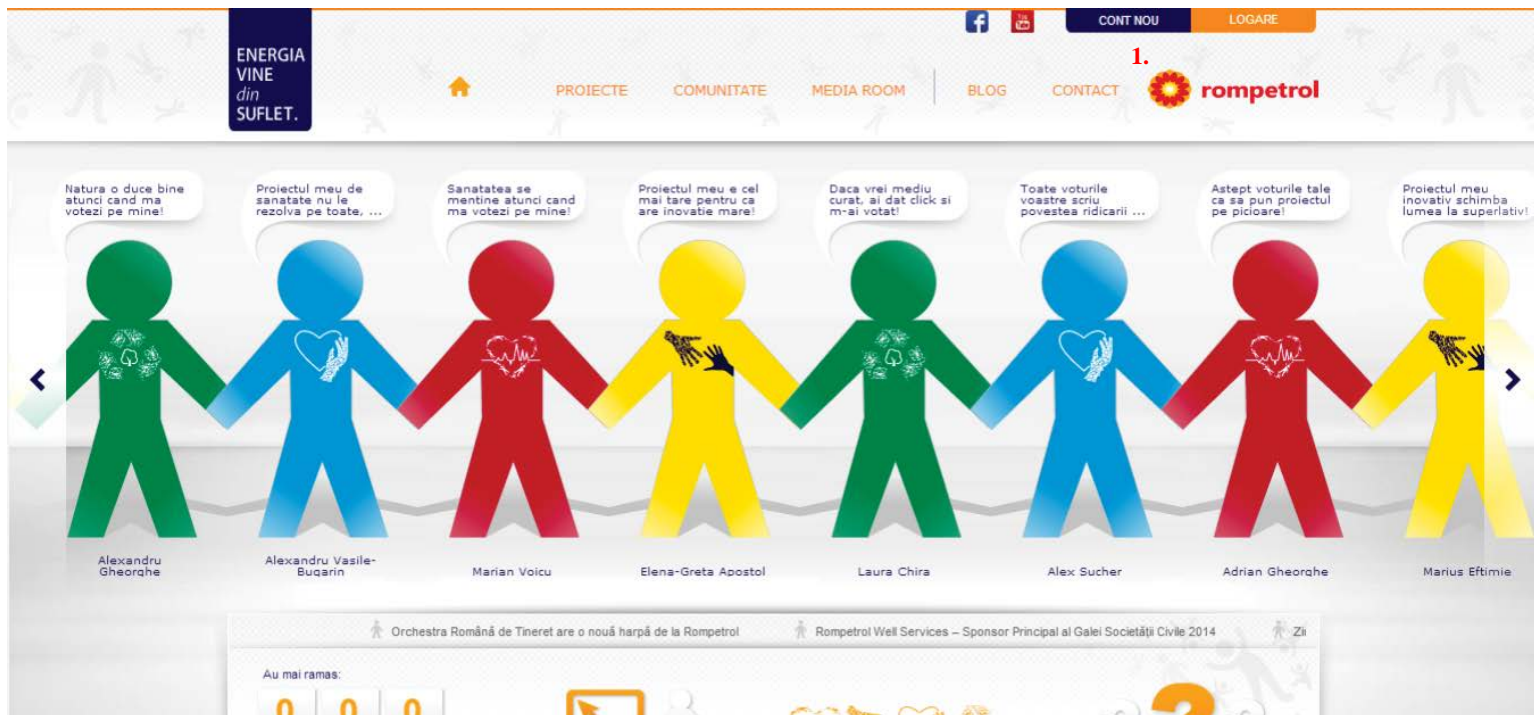 CONT NOU LOGARE
ENERGIA
VINE
din
SUFLET.
1.
PROIECTE COMUNITATE MEDIA ROOM BLOG CONTACT rompetrol
Natura o duce bine
atunci cand ma
votezi pe mine!
Proiectul meu de
sanatate nu le
rezolva pe toate, ...
Sanatatea se
mentine atunci cand
ma votezi pe mine!
Proiectul meu e cel
mai tare pentru ca
are inovatie mare!
Daca vrei mediu
curat, ai dat click si
m-ai votat!
Toate voturile
voastre scriu
povestea ridicarii ...
Astept voturile tale
ca sa pun proiectul
pe picioare!
Proiectul meu
inovativ schimba
lumea la superlativ!
Alexandru
Gheorghe
Alexandru Vasile-
Bugarin
Marian Voicu
Elena-Greta Apostol
Laura Chira
Alex Sucher
Adrian Gheorghe
Marius Eftimie
Orchestra Română de Tineret are o nouă harpă de la Rompetrol Rompetrol Well Services – Sponsor Principal al Galei Societății Civile 2014
Au mai ramas:
0 0 0